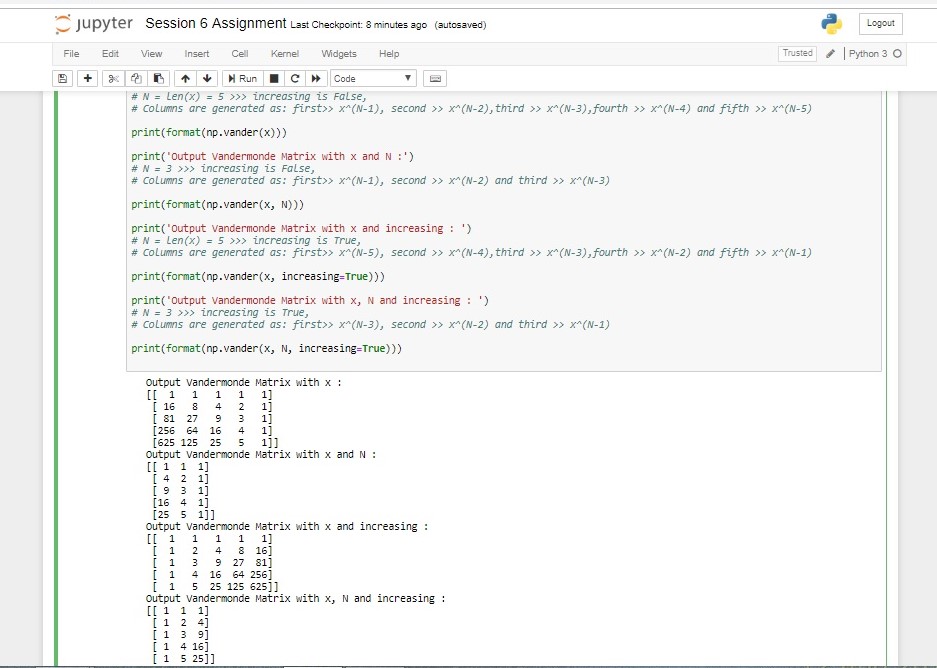 jupyter Session 6 Assignment Last Checkpoint: 8 minutes ago (autosaved) Logout
File Edit View Insert Cell Kernel Widgets Help Trusted Python 3
Run Code
# N = len(x) = 5 >>> increasing is False,
# Columns are generated as: first>> x^(N-1), second >> x^(N-2),third >> x^(N-3),fourth >> x^(N-4) and fifth >> x^(N-5)
print(format(np.vander(x)))
print('Output Vandermonde Matrix with x and N :')
# N = 3 >>> increasing is False,
# Columns are generated as: first>> x^(N-1), second >> x^(N-2) and third >> x^(N-3)
print(format(np.vander(x, N)))
print('Output Vandermonde Matrix with x and increasing : ')
# N = len(x) = 5 >>> increasing is True,
# Columns are generated as: first>> x^(N-5), second >> x^(N-4),third >> x^(N-3),fourth >> x^(N-2) and fifth >> x^(N-1)
print(format(np.vander(x, increasing=True)))
print('Output Vandermonde Matrix with x, N and increasing : ')
# N = 3 >>> increasing is True,
# Columns are generated as: first>> x^(N-3), second >> x^(N-2) and third >> x^(N-1)
print(format(np.vander(x, N, increasing=True)))
Output Vandermonde Matrix with x :
[[  1   1   1   1   1]
 [ 16   8   4   2   1]
 [ 81  27   9   3   1]
 [256  64  16   4   1]
 [625 125  25   5   1]]
Output Vandermonde Matrix with x and N :
[[ 1  1  1]
 [ 4  2  1]
 [ 9  3  1]
 [16  4  1]
 [25  5  1]]
Output Vandermonde Matrix with x and increasing :
[[  1   1   1   1   1]
 [  1   2   4   8  16]
 [  1   3   9  27  81]
 [  1   4  16  64 256]
 [  1   5  25 125 625]]
Output Vandermonde Matrix with x, N and increasing :
[[ 1  1  1]
 [ 1  2  4]
 [ 1  3  9]
 [ 1  4 16]
 [ 1  5 25]]